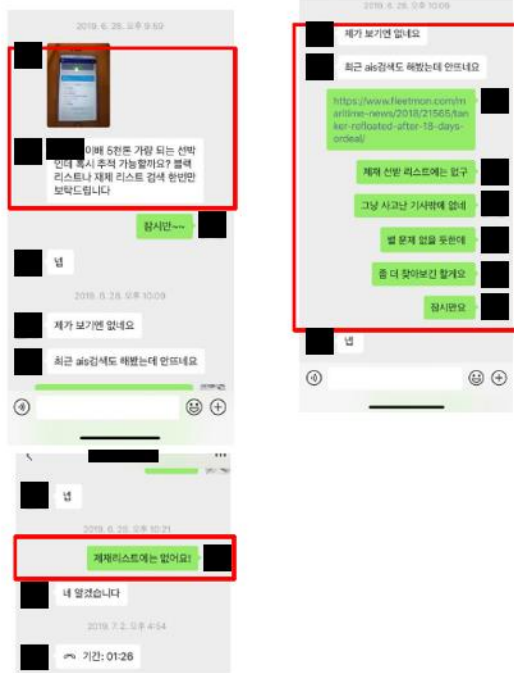 2019. 6. 28. 오후 9:59
이배 5천톤 가량 되는 선박
인데 혹시 추적 가능할까요? 블랙
리스트나 재제 리스트 검색 한번만
부탁드립니다
잠시만~~
넵
2019. 6. 28. 오후 10:09
제가 보기엔 없네요
최근 ais검색도 해봤는데 안뜨네요
2019. 6. 28. 오후 10:09
제가 보기엔 없네요
최근 ais검색도 해봤는데 안뜨네요
https://www.fleetmon.com/m
aritime-news/2018/21565/tan
ker-refloated-after-18-days-
ordeal/
제재 선박 리스트에는 없구
그냥 사고난 기사밖에 없네
별 문제 없을 듯한데
좀 더 찾아보긴 할게요
잠시만요
넵
넵
2019. 6. 28. 오후 10:21
제재리스트에는 없어요!
네 알겠습니다
2019. 7. 2. 오후 4:54
기간: 01:26